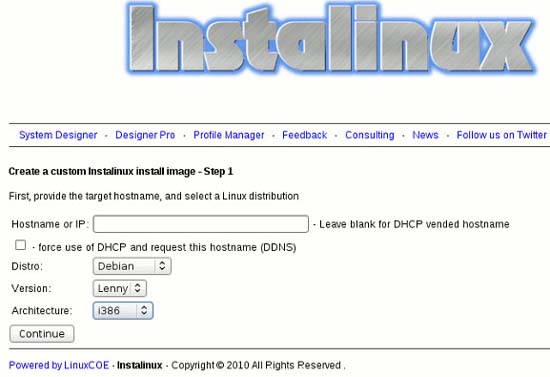 Instalinux
System Designer - Designer Pro - Profile Manager - Feedback - Consulting - News - Follow us on Twitter
Create a custom Instalinux install image - Step 1
First, provide the target hostname, and select a Linux distribution
Hostname or IP: - Leave blank for DHCP vended hostname
- force use of DHCP and request this hostname (DDNS)
Distro: Debian
Version: Lenny
Architecture: i386
Continue
Powered by LinuxCOE - Instalinux - Copyright © 2010 All Rights Reserved .